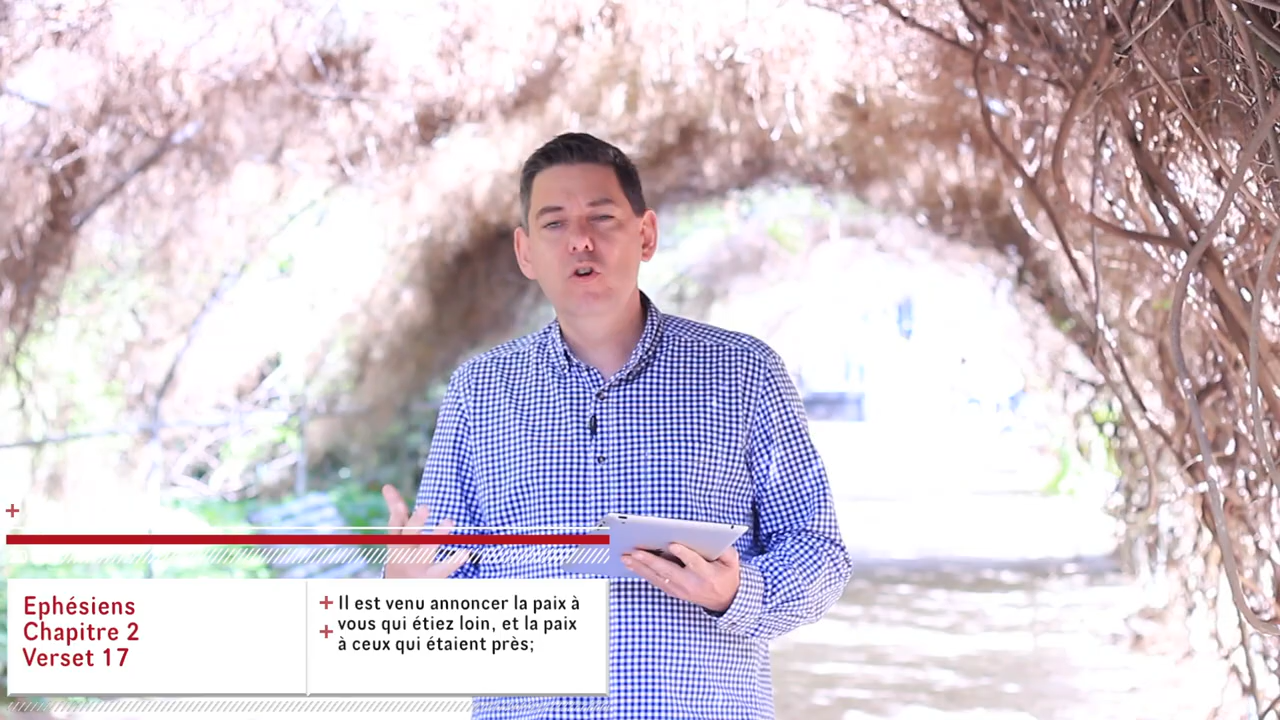 Ephésiens
Chapitre 2
Verset 17
Il est venu annoncer la paix à
vous qui étiez loin, et la paix
à ceux qui étaient près;